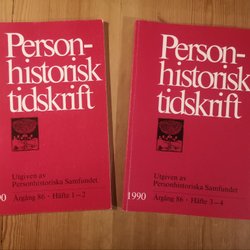 Person-
historisk
tidskrift
Utgiven av
Personhistoriska Samfundet
Årgång 86 · Häfte 1–2
Person-
historisk
tidskrift
Utgiven av
Personhistoriska Samfundet
1990
Årgång 86 · Häfte 3–4